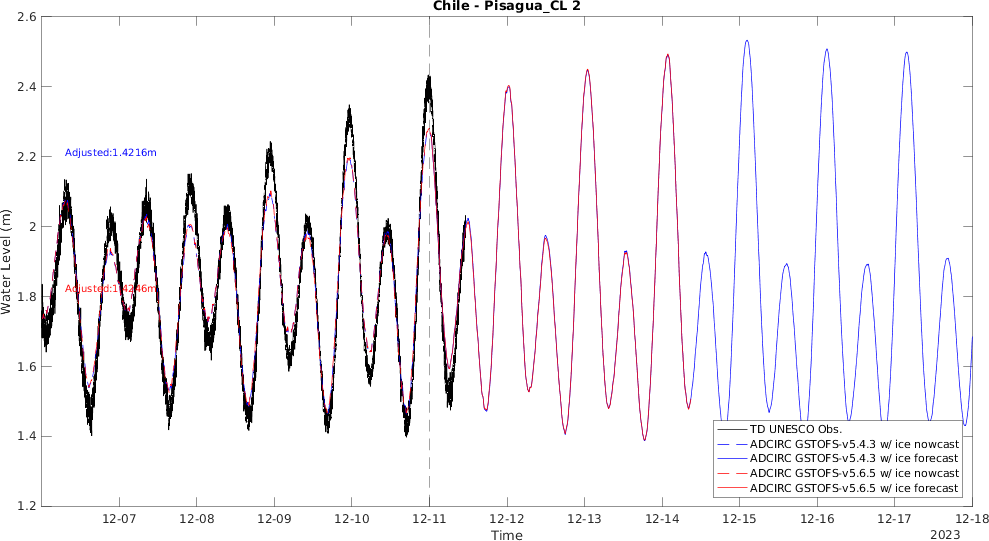 Chile - Pisagua_CL 2
2.6
2.4
2.2
2
1.8
1.6
1.4
1.2
Water Level (m)
Adjusted:1.4216m
Adjusted:1.4246m
TD UNESCO Obs.
ADCIRC GSTOFS-v5.4.3 w/ ice nowcast
ADCIRC GSTOFS-v5.4.3 w/ ice forecast
ADCIRC GSTOFS-v5.6.5 w/ ice nowcast
ADCIRC GSTOFS-v5.6.5 w/ ice forecast
12-07 12-08 12-09 12-10 12-11 12-12 12-13 12-14 12-15 12-16 12-17 12-18
Time
2023